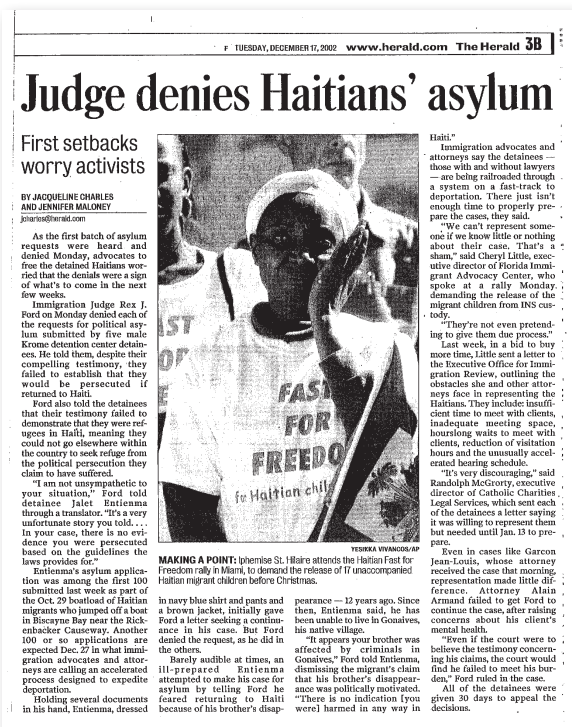 F TUESDAY, DECEMBER 17, 2002 www.herald.com The Herald 3B
Judge denies Haitians' asylum
First setbacks
worry activists
BY JACQUELINE CHARLES
AND JENNIFER MALONEY
jcharles@herald.com
As the first batch of asylum
requests were heard and
denied Monday, advocates to
free the detained Haitians wor-
ried that the denials were a sign
of what's to come in the next
few weeks.
Immigration Judge Rex J.
Ford on Monday denied each of
the requests for political asy-
lum submitted by five male
Krome detention center detain-
ees. He told them, despite their
compelling testimony, they
failed to establish that they
would be persecuted if
returned to Haiti.
Ford also told the detainees
that their testimony failed to
demonstrate that they were ref-
ugees in Haiti, meaning they
could not go elsewhere within
the country to seek refuge from
the political persecution they
claim to have suffered.
"I am not unsympathetic to
your situation," Ford told
detainee Jalet Entienma
through a translator. "It's a very
unfortunate story you told. . . .
In your case, there is no evi-
dence you were persecuted
based on the guidelines the
laws provides for."
Entienma's asylum applica-
tion was among the first 100
submitted last week as part of
the Oct. 29 boatload of Haitian
migrants who jumped off a boat
in Biscayne Bay near the Rick-
enbacker Causeway. Another
100 or so applications are
expected Dec. 27 in what immi-
gration advocates and attor-
neys are calling an accelerated
process designed to expedite
deportation.
Holding several documents
in his hand, Entienma, dressed
AST
FAST
FOR
FREEDO
for Haitian chil
YESIKKA VIVANCOS/AP
MAKING A POINT: Iphemise St. Hilaire attends the Haitian Fast for
Freedom rally in Miami, to demand the release of 17 unaccompanied
Haitian migrant children before Christmas.
in navy blue shirt and pants and
a brown jacket, initially gave
Ford a letter seeking a continu-
ance in his case. But Ford
denied the request, as he did in
the others.
Barely audible at times, an
ill-prepared Entienma
attempted to make his case for
asylum by telling Ford he
feared returning to Haiti
because of his brother's disap-
pearance — 12 years ago. Since
then, Entienma said, he has
been unable to live in Gonaives,
his native village.
"It appears your brother was
affected by criminals in
Gonaives," Ford told Entienma,
dismissing the migrant's claim
that his brother's disappear-
ance was politically motivated.
"There is no indication [you
were] harmed in any way in
Haiti."
Immigration advocates and
attorneys say the detainees —
those with and without lawyers
— are being railroaded through
a system on a fast-track to
deportation. There just isn't
enough time to properly pre-
pare the cases, they said.
"We can't represent some-
one if we know little or nothing
about their case. That's a
sham," said Cheryl Little, exec-
utive director of Florida Immi-
grant Advocacy Center, who
spoke at a rally Monday
demanding the release of the
migrant children from INS cus-
tody.
"They're not even pretend-
ing to give them due process."
Last week, in a bid to buy
more time, Little sent a letter to
the Executive Office for Immi-
gration Review, outlining the
obstacles she and other attor-
neys face in representing the
Haitians. They include: insuffi-
cient time to meet with clients,
inadequate meeting space,
hourslong waits to meet with
clients, reduction of visitation
hours and the unusually accel-
erated hearing schedule.
"It's very discouraging," said
Randolph McGrorty, executive
director of Catholic Charities
Legal Services, which sent each
of the detainees a letter saying
it was willing to represent them
but needed until Jan. 13 to pre-
pare.
Even in cases like Garcon
Jean-Louis, whose attorney
received the case that morning,
representation made little dif-
ference. Attorney Alain
Armand failed to get Ford to
continue the case, after raising
concerns about his client's
mental health.
"Even if the court were to
believe the testimony concern-
ing his claims, the court would
find he failed to meet his bur-
den," Ford ruled in the case.
All of the detainees were
given 30 days to appeal the
decisions.